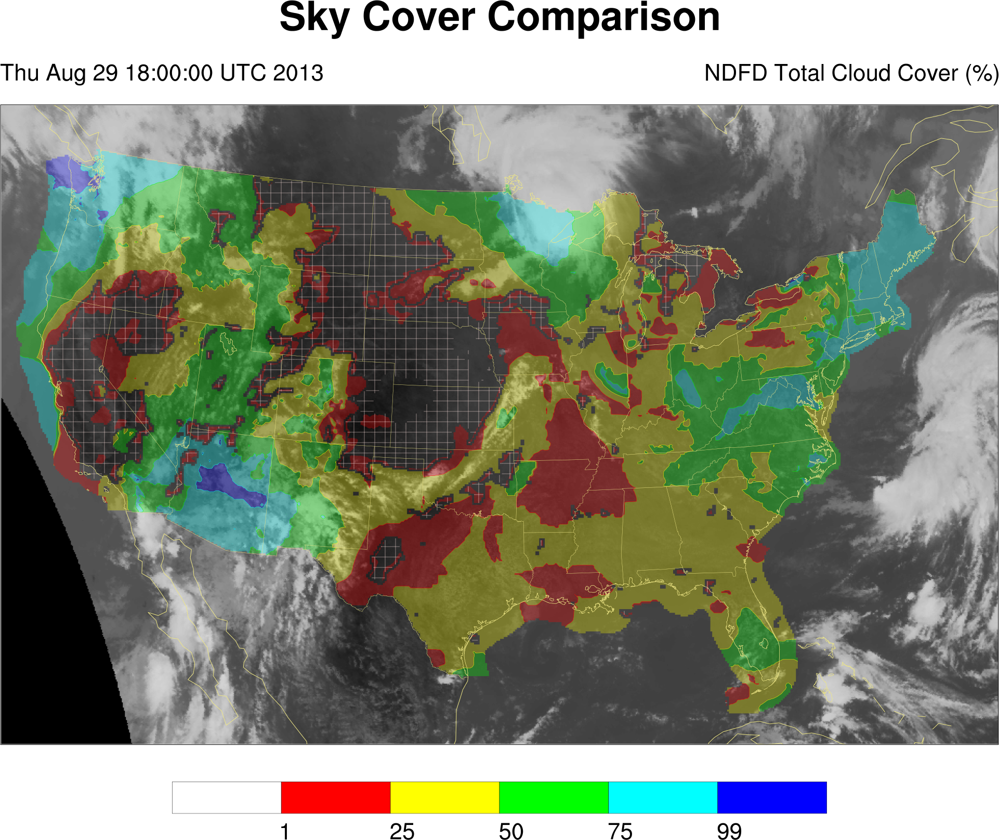 Sky Cover Comparison
Thu Aug 29 18:00:00 UTC 2013
NDFD Total Cloud Cover (%)
1 25 50 75 99